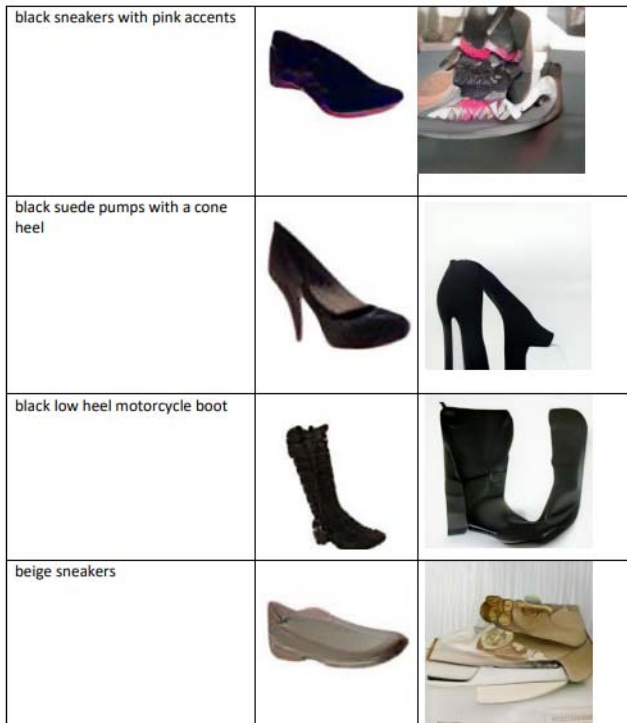 black sneakers with pink accents
black suede pumps with a cone
heel
black low heel motorcycle boot
beige sneakers